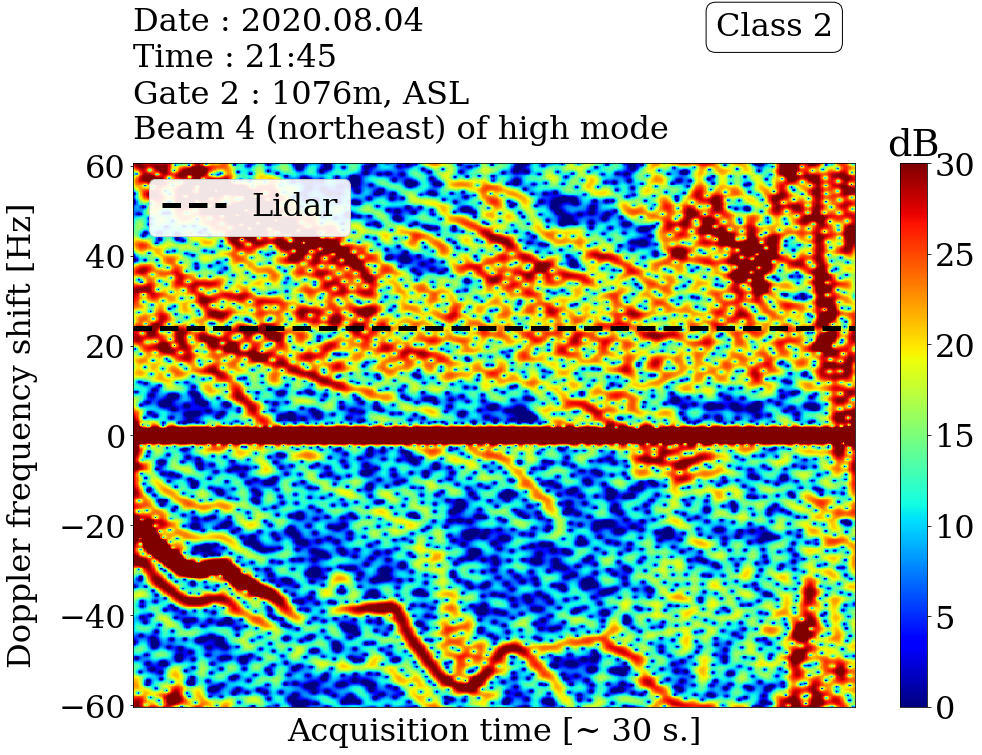 Date : 2020.08.04
Time : 21:45
Gate 2 : 1076m, ASL
Beam 4 (northeast) of high mode
Class 2
dB
Lidar
Doppler frequency shift [Hz]
60
40
20
0
−20
−40
−60
30
25
20
15
10
5
0
Acquisition time [~ 30 s.]